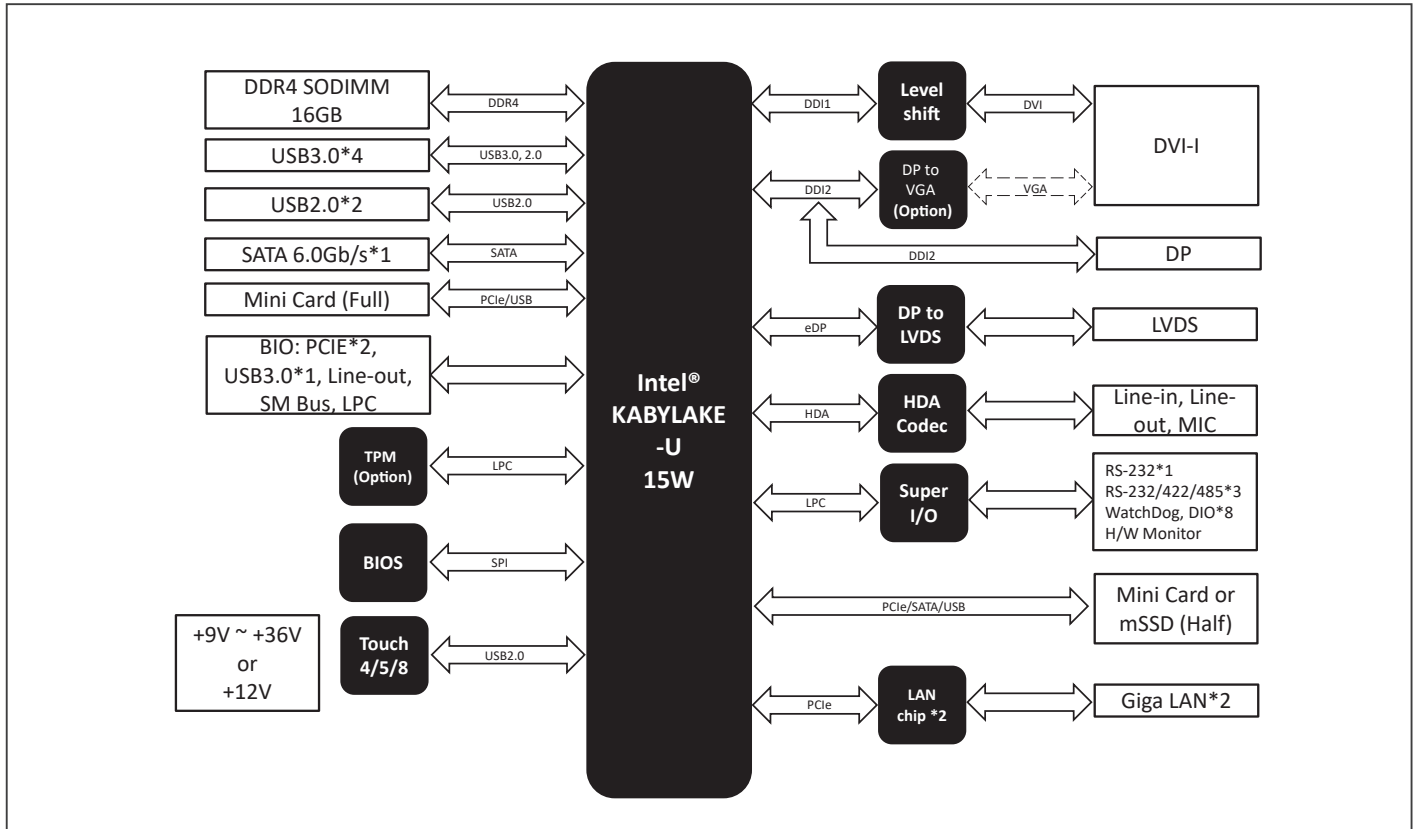 DDR4 SODIMM
16GB
DDR4
USB3.0*4
USB3.0, 2.0
USB2.0*2
USB2.0
SATA 6.0Gb/s*1
SATA
Mini Card (Full)
PCIe/USB
BIO: PCIE*2,
USB3.0*1, Line-out,
SM Bus, LPC
TPM
(Option)
LPC
BIOS
SPI
+9V ~ +36V
or
+12V
Touch
4/5/8
USB2.0
Intel®
KABYLAKE
-U
15W
DDI1
Level
shift
DVI
DVI-I
DDI2
DP to
VGA
(Option)
VGA
DDI2
DP
eDP
DP to
LVDS
LVDS
HDA
HDA
Codec
Line-in, Line-
out, MIC
LPC
Super
I/O
RS-232*1
RS-232/422/485*3
WatchDog, DIO*8
H/W Monitor
PCIe/SATA/USB
Mini Card or
mSSD (Half)
PCIe
LAN
chip *2
Giga LAN*2